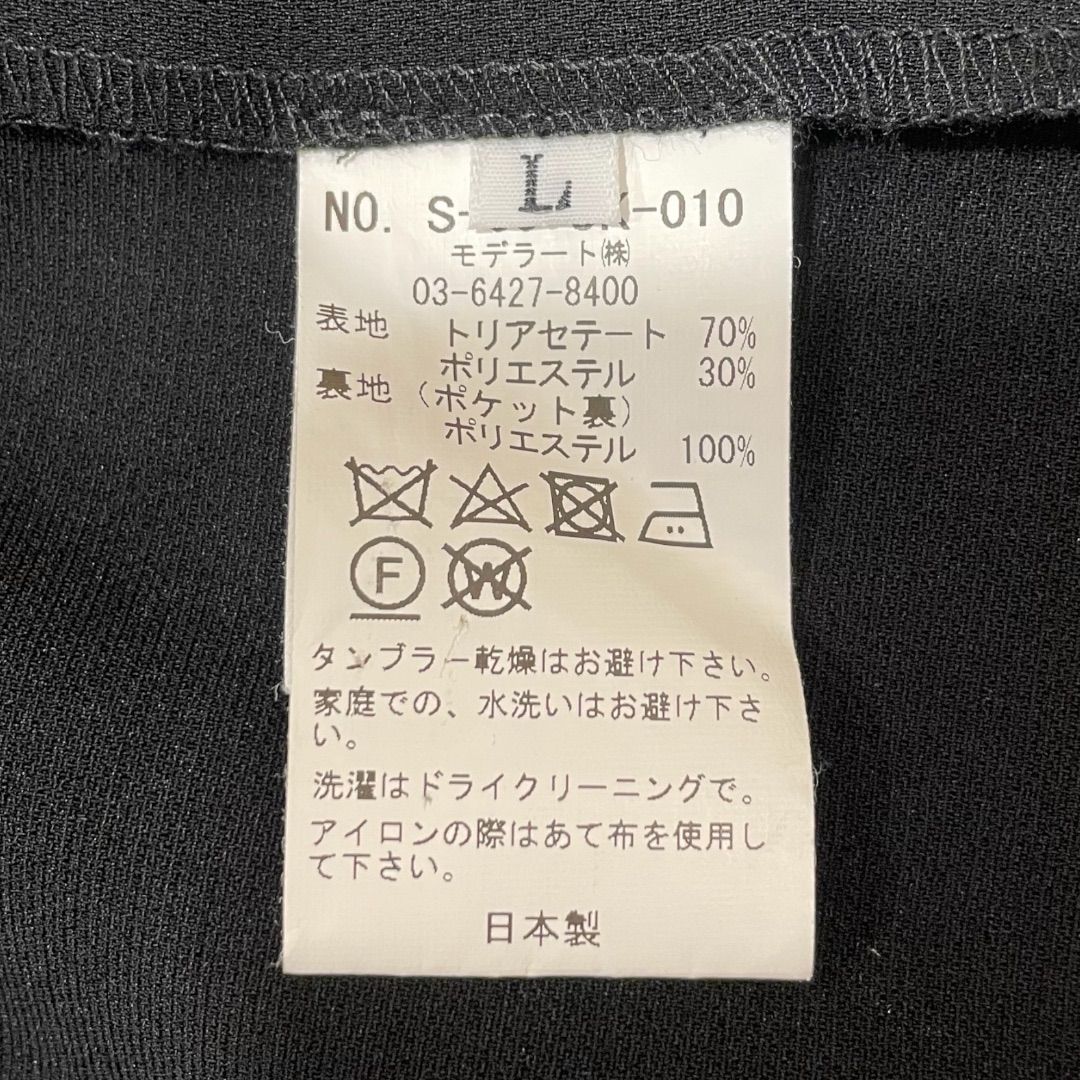 L
NO. S- -010
モデラート㈱
03-6427-8400
表地 トリアセテート 70%
ポリエステル 30%
裏地 (ポケット裏)
ポリエステル 100%
F W
タンブラー乾燥はお避け下さい。
家庭での、水洗いはお避け下さ
い。
洗濯はドライクリーニングで。
アイロンの際はあて布を使用し
て下さい。
日本製